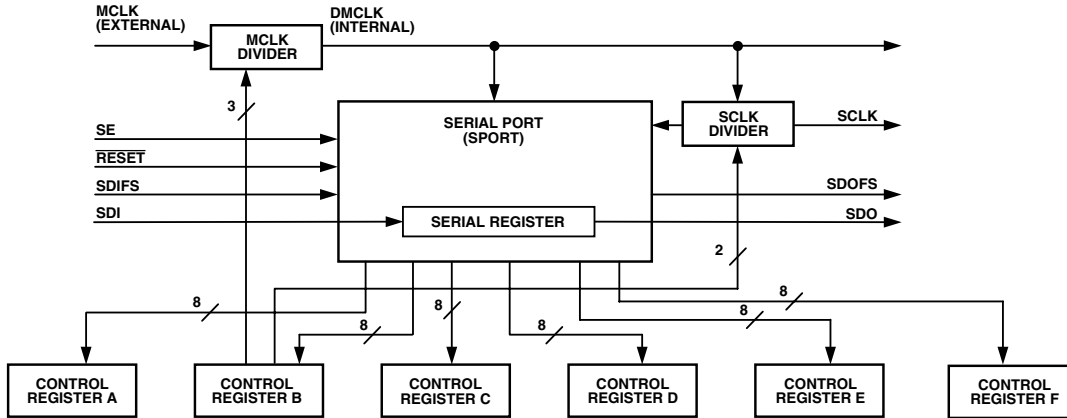 MCLK
(EXTERNAL)
MCLK
DIVIDER
DMCLK
(INTERNAL)
3
SE
RESET
SDIFS
SDI
SERIAL PORT
(SPORT)
SERIAL REGISTER
SCLK
DIVIDER
SCLK
SDOFS
SDO
2
8
8
8
8
8
8
CONTROL
REGISTER A
CONTROL
REGISTER B
CONTROL
REGISTER C
CONTROL
REGISTER D
CONTROL
REGISTER E
CONTROL
REGISTER F